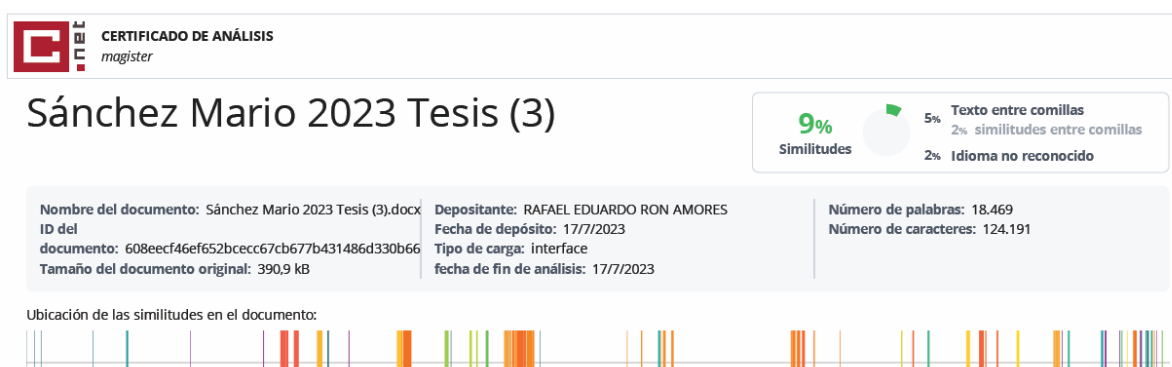 C
.net
CERTIFICADO DE ANÁLISIS
magister
Sánchez Mario 2023 Tesis (3)
9%
Similitudes
5% Texto entre comillas
2% similitudes entre comillas
2% Idioma no reconocido
Nombre del documento: Sánchez Mario 2023 Tesis (3).docx
ID del
documento: 608eecf46ef652bcecc67cb677b431486d330b66
Tamaño del documento original: 390,9 kB
Depositante: RAFAEL EDUARDO RON AMORES
Fecha de depósito: 17/7/2023
Tipo de carga: interface
fecha de fin de análisis: 17/7/2023
Número de palabras: 18.469
Número de caracteres: 124.191
Ubicación de las similitudes en el documento: